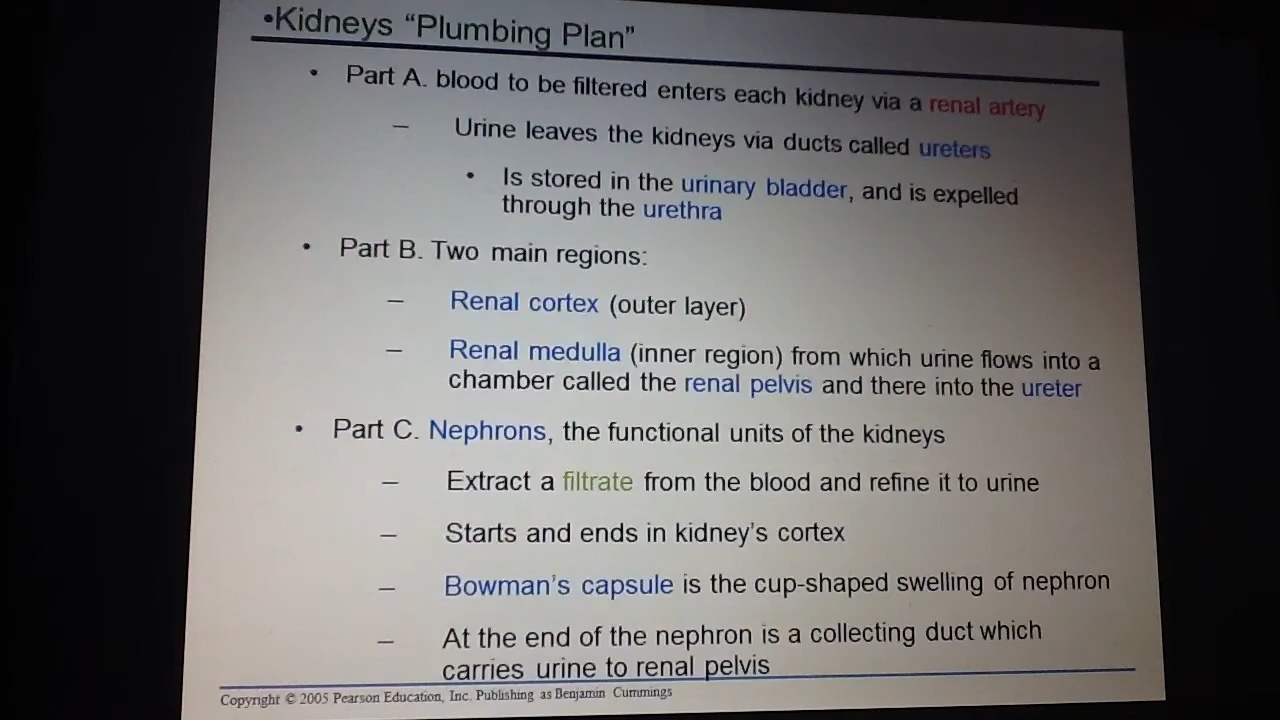 •Kidneys “Plumbing Plan”
• Part A. blood to be filtered enters each kidney via a renal artery
– Urine leaves the kidneys via ducts called ureters
• Is stored in the urinary bladder, and is expelled
through the urethra
• Part B. Two main regions:
– Renal cortex (outer layer)
– Renal medulla (inner region) from which urine flows into a
chamber called the renal pelvis and there into the ureter
• Part C. Nephrons, the functional units of the kidneys
– Extract a filtrate from the blood and refine it to urine
– Starts and ends in kidney’s cortex
– Bowman’s capsule is the cup-shaped swelling of nephron
– At the end of the nephron is a collecting duct which
carries urine to renal pelvis
Copyright © 2005 Pearson Education, Inc. Publishing as Benjamin Cummings